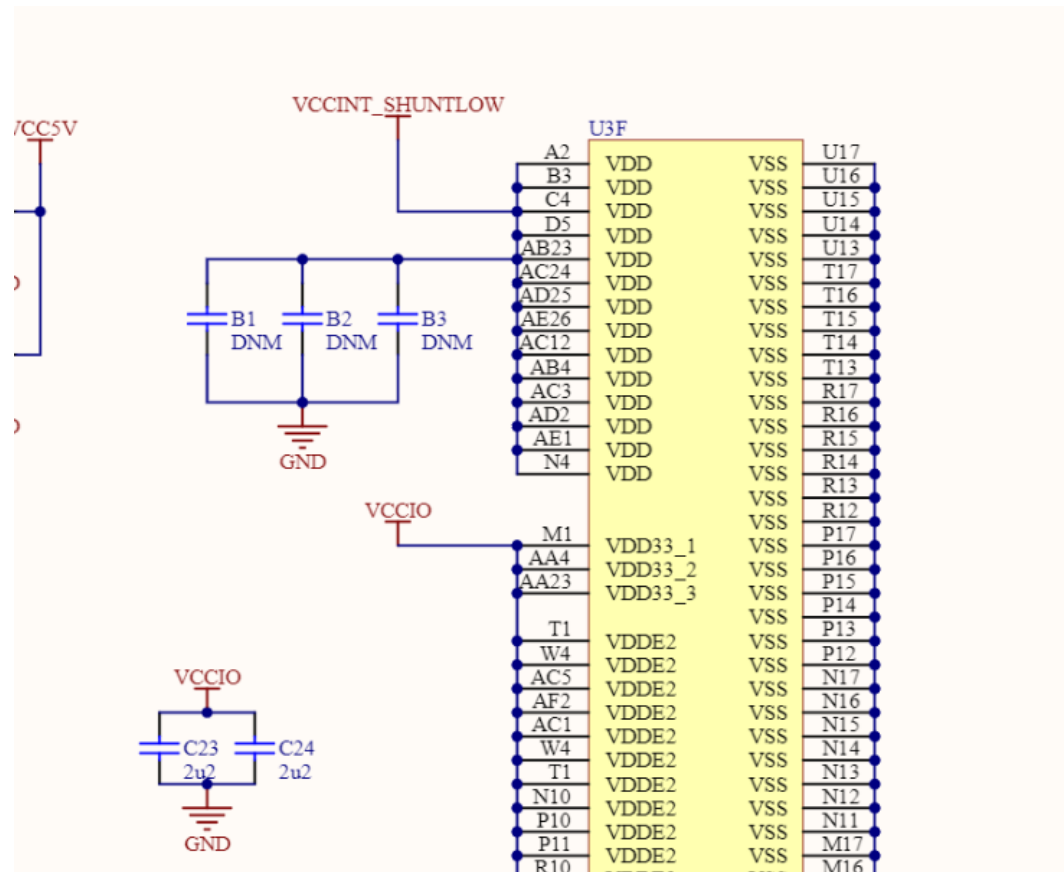 VCCINT_SHUNTLOW
VCC5V
U3F
A2 VDD VSS U17
B3 VDD VSS U16
C4 VDD VSS U15
D5 VDD VSS U14
AB23 VDD VSS U13
AC24 VDD VSS T17
AD25 VDD VSS T16
AE26 VDD VSS T15
AC12 VDD VSS T14
AB4 VDD VSS T13
AC3 VDD VSS R17
AD2 VDD VSS R16
AE1 VDD VSS R15
N4 VDD VSS R14
VSS R13
VSS R12
M1 VDD33_1 VSS P17
AA4 VDD33_2 VSS P16
AA23 VDD33_3 VSS P15
VSS P14
T1 VDDE2 VSS P13
W4 VDDE2 VSS P12
AC5 VDDE2 VSS N17
AF2 VDDE2 VSS N16
AC1 VDDE2 VSS N15
W4 VDDE2 VSS N14
T1 VDDE2 VSS N13
N10 VDDE2 VSS N12
P10 VDDE2 VSS N11
P11 VDDE2 VSS M17
R10 M16
B1 B2 B3
DNM DNM DNM
GND
VCCIO
VCCIO
C23 C24
2u2 2u2
GND